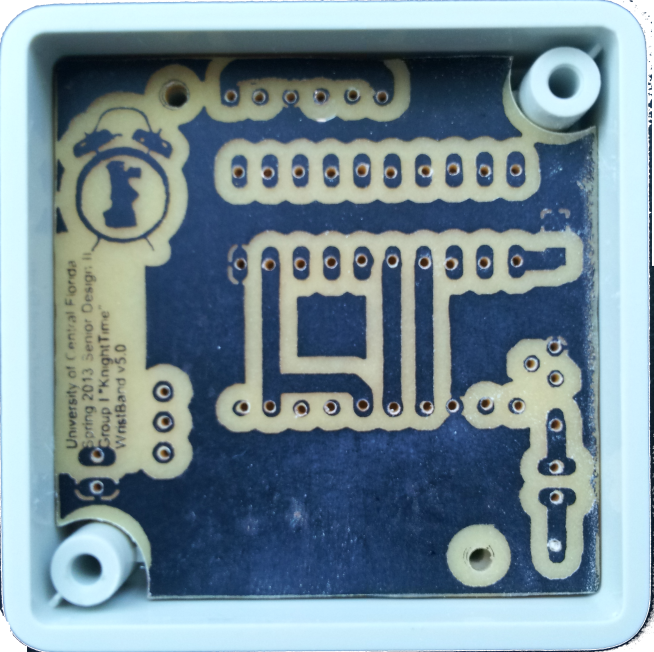 University of Central Florida
Spring 2013 Senior Design II
Group I "KnightTime"
WristBand v5.0